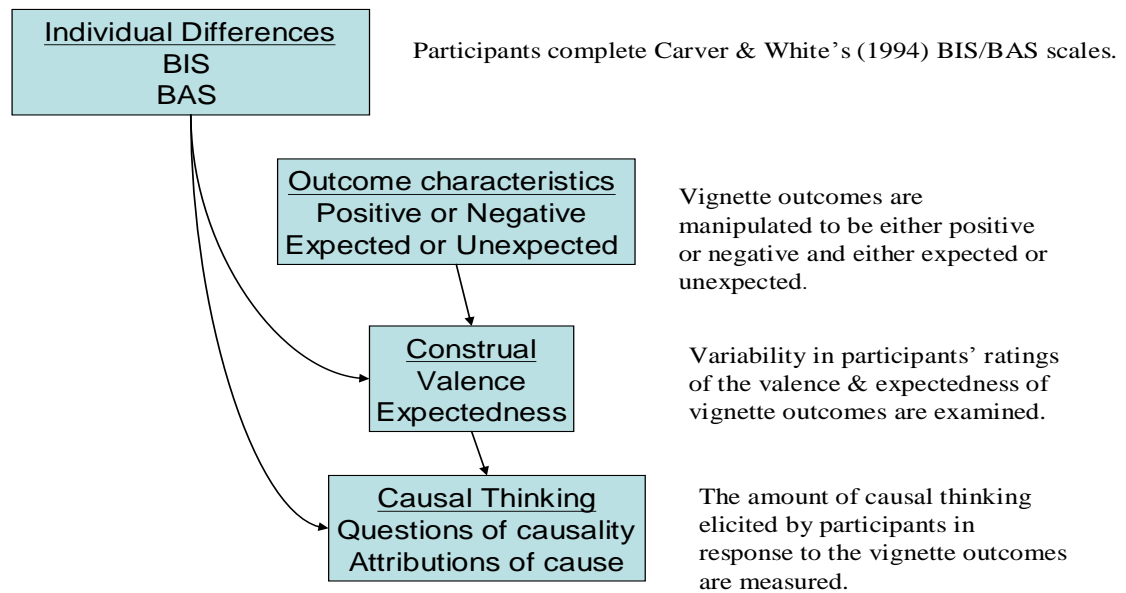 Individual Differences
BIS
BAS
Participants complete Carver & White’s (1994) BIS/BAS scales.
Outcome characteristics
Positive or Negative
Expected or Unexpected
Vignette outcomes are
manipulated to be either positive
or negative and either expected or
unexpected.
Construal
Valence
Expectedness
Variability in participants’ ratings
of the valence & expectedness of
vignette outcomes are examined.
Causal Thinking
Questions of causality
Attributions of cause
The amount of causal thinking
elicited by participants in
response to the vignette outcomes
are measured.